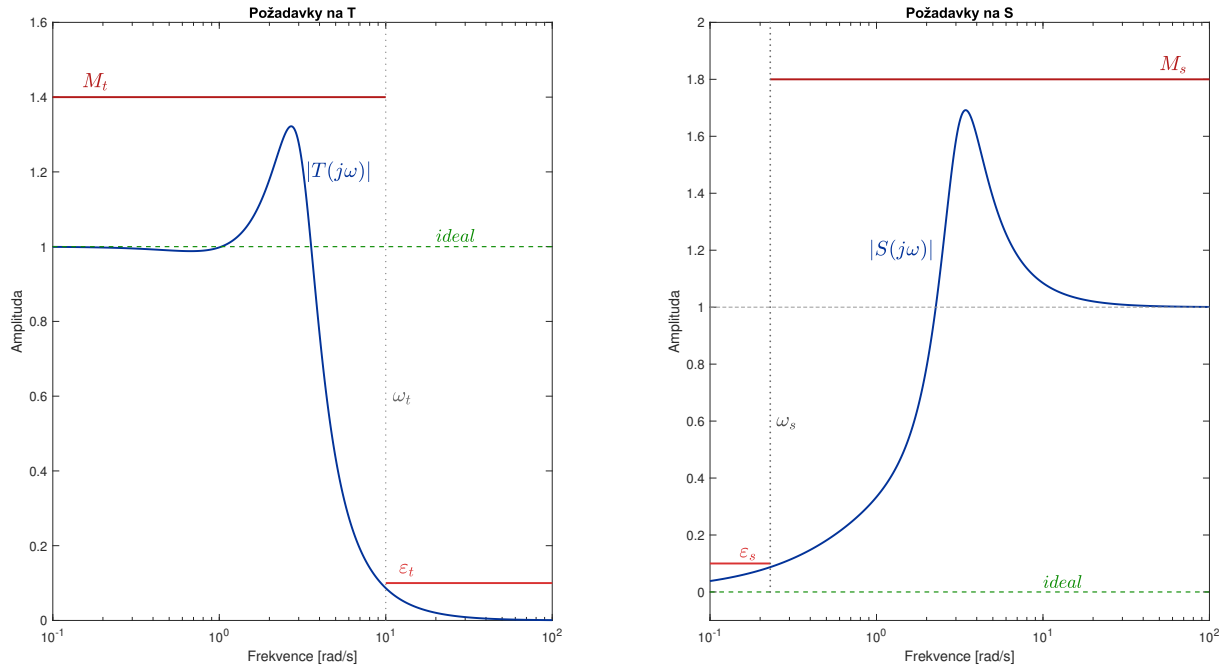 Požadavky na T
1.6
1.4
1.2
1
0.8
0.6
0.4
0.2
0
Amplituda
M_t
|T(jω)|
ideal
ω_t
ε_t
10^-1
10^0
10^1
10^2
Frekvence [rad/s]
Požadavky na S
2
1.8
1.6
1.4
1.2
1
0.8
0.6
0.4
0.2
0
Amplituda
M_s
|S(jω)|
ω_s
ε_s
ideal
10^-1
10^0
10^1
10^2
Frekvence [rad/s]